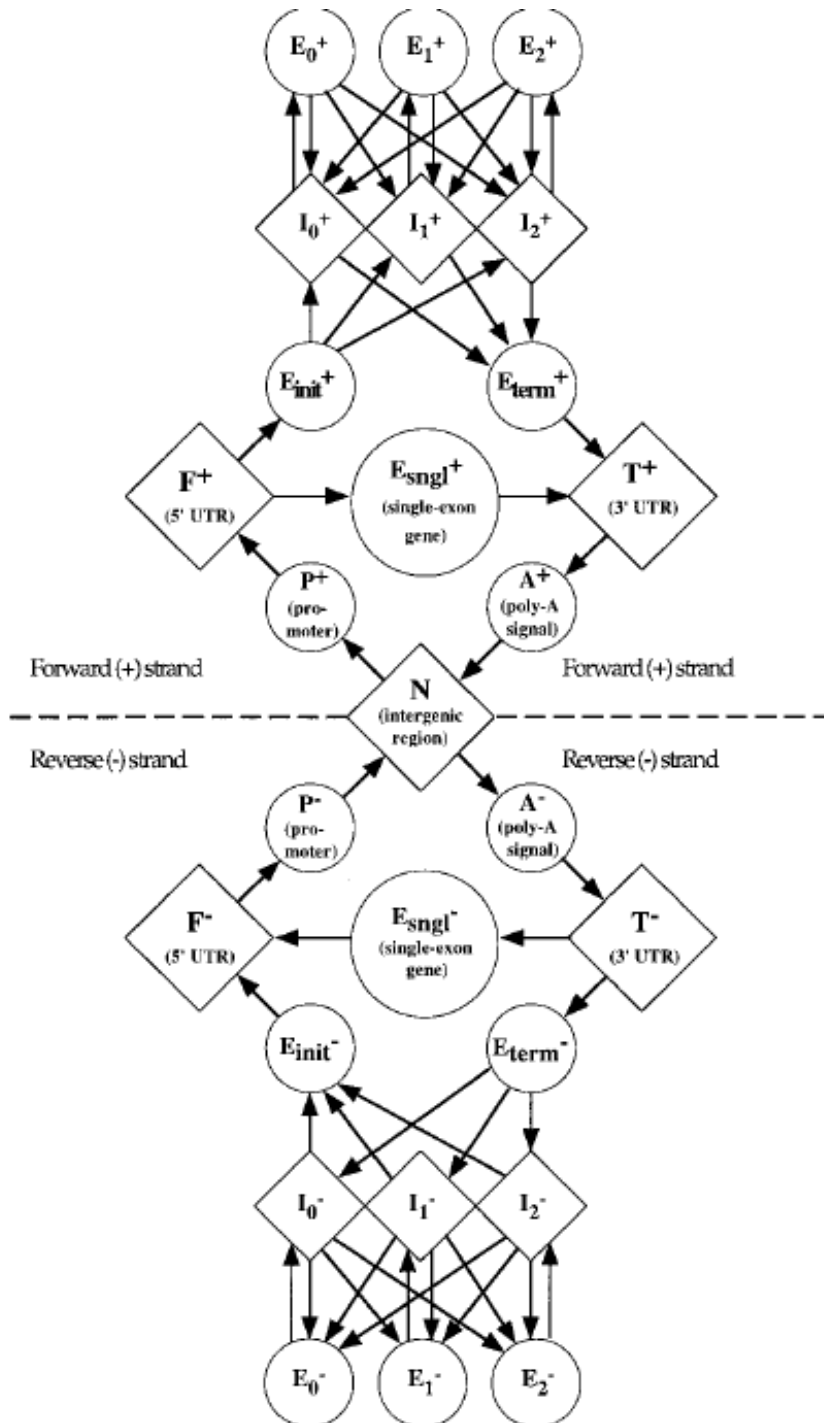 E₀⁺ E₁⁺ E₂⁺
I₀⁺ I₁⁺ I₂⁺
Einit⁺ Eterm⁺
F⁺
(5' UTR)
Esngl⁺
(single-exon
gene)
T⁺
(3' UTR)
P⁺
(pro-
moter)
A⁺
(poly-A
signal)
Forward (+) strand
Forward (+) strand
N
(intergenic
region)
Reverse (-) strand
Reverse (-) strand
P⁻
(pro-
moter)
A⁻
(poly-A
signal)
F⁻
(5' UTR)
Esngl⁻
(single-exon
gene)
T⁻
(3' UTR)
Einit⁻ Eterm⁻
I₀⁻ I₁⁻ I₂⁻
E₀⁻ E₁⁻ E₂⁻